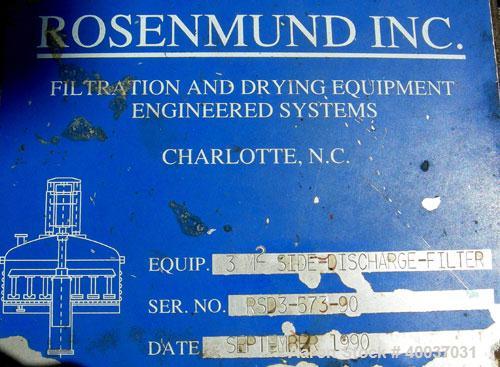 ROSENMUND INC.
FILTRATION AND DRYING EQUIPMENT
ENGINEERED SYSTEMS
CHARLOTTE, N.C.
EQUIP. 3 M² SIDE-DISCHARGE-FILTER
SER. NO. RSD3-373-90
DATE SEPTEMBER 1990
Stock # 40037031